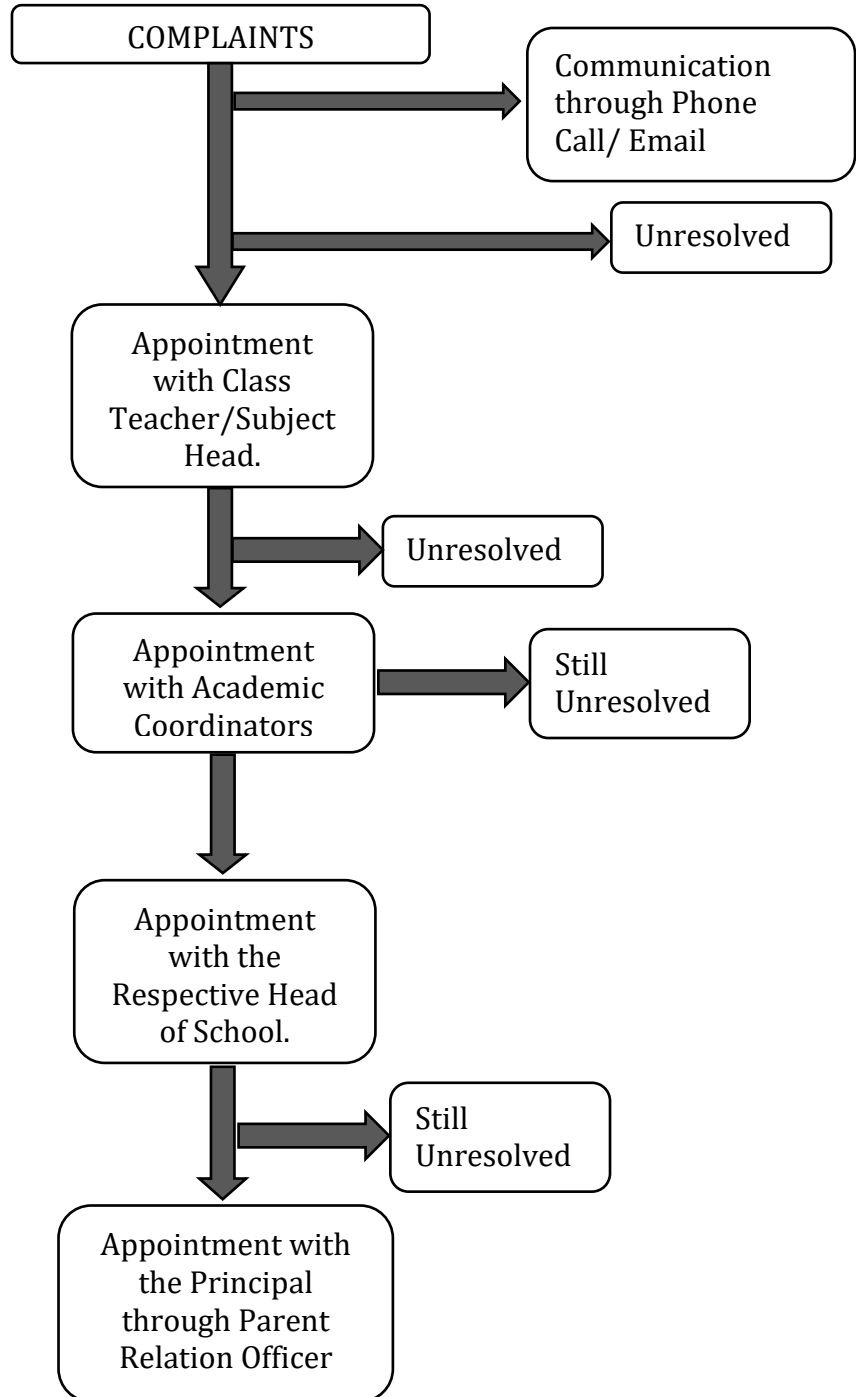 COMPLAINTS
Communication
through Phone
Call/ Email
Unresolved
Appointment
with Class
Teacher/Subject
Head.
Unresolved
Appointment
with Academic
Coordinators
Still
Unresolved
Appointment
with the
Respective Head
of School.
Still
Unresolved
Appointment with
the Principal
through Parent
Relation Officer